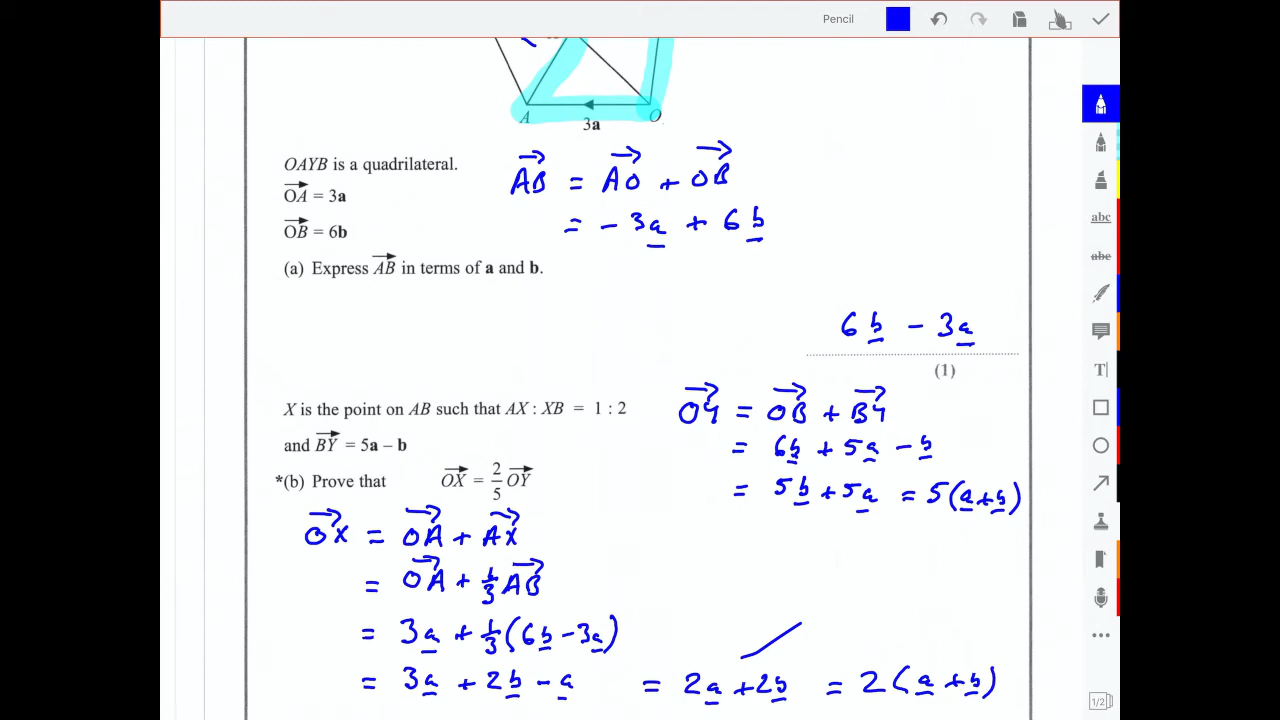 Pencil
A
O
3a
OAYB is a quadrilateral.
OA = 3a
OB = 6b
AB = AO + OB
= - 3a + 6b
(a) Express AB in terms of a and b.
6b - 3a
(1)
X is the point on AB such that AX : XB = 1 : 2
and BY = 5a – b
*(b) Prove that OX = 2/5 OY
OY = OB + BY
= 6b + 5a - b
= 5b + 5a = 5(a+b)
OX = OA + AX
= OA + 1/3 AB
= 3a + 1/3(6b - 3a)
= 3a + 2b - a = 2a + 2b = 2(a + b)
abc
abc
T
1/2